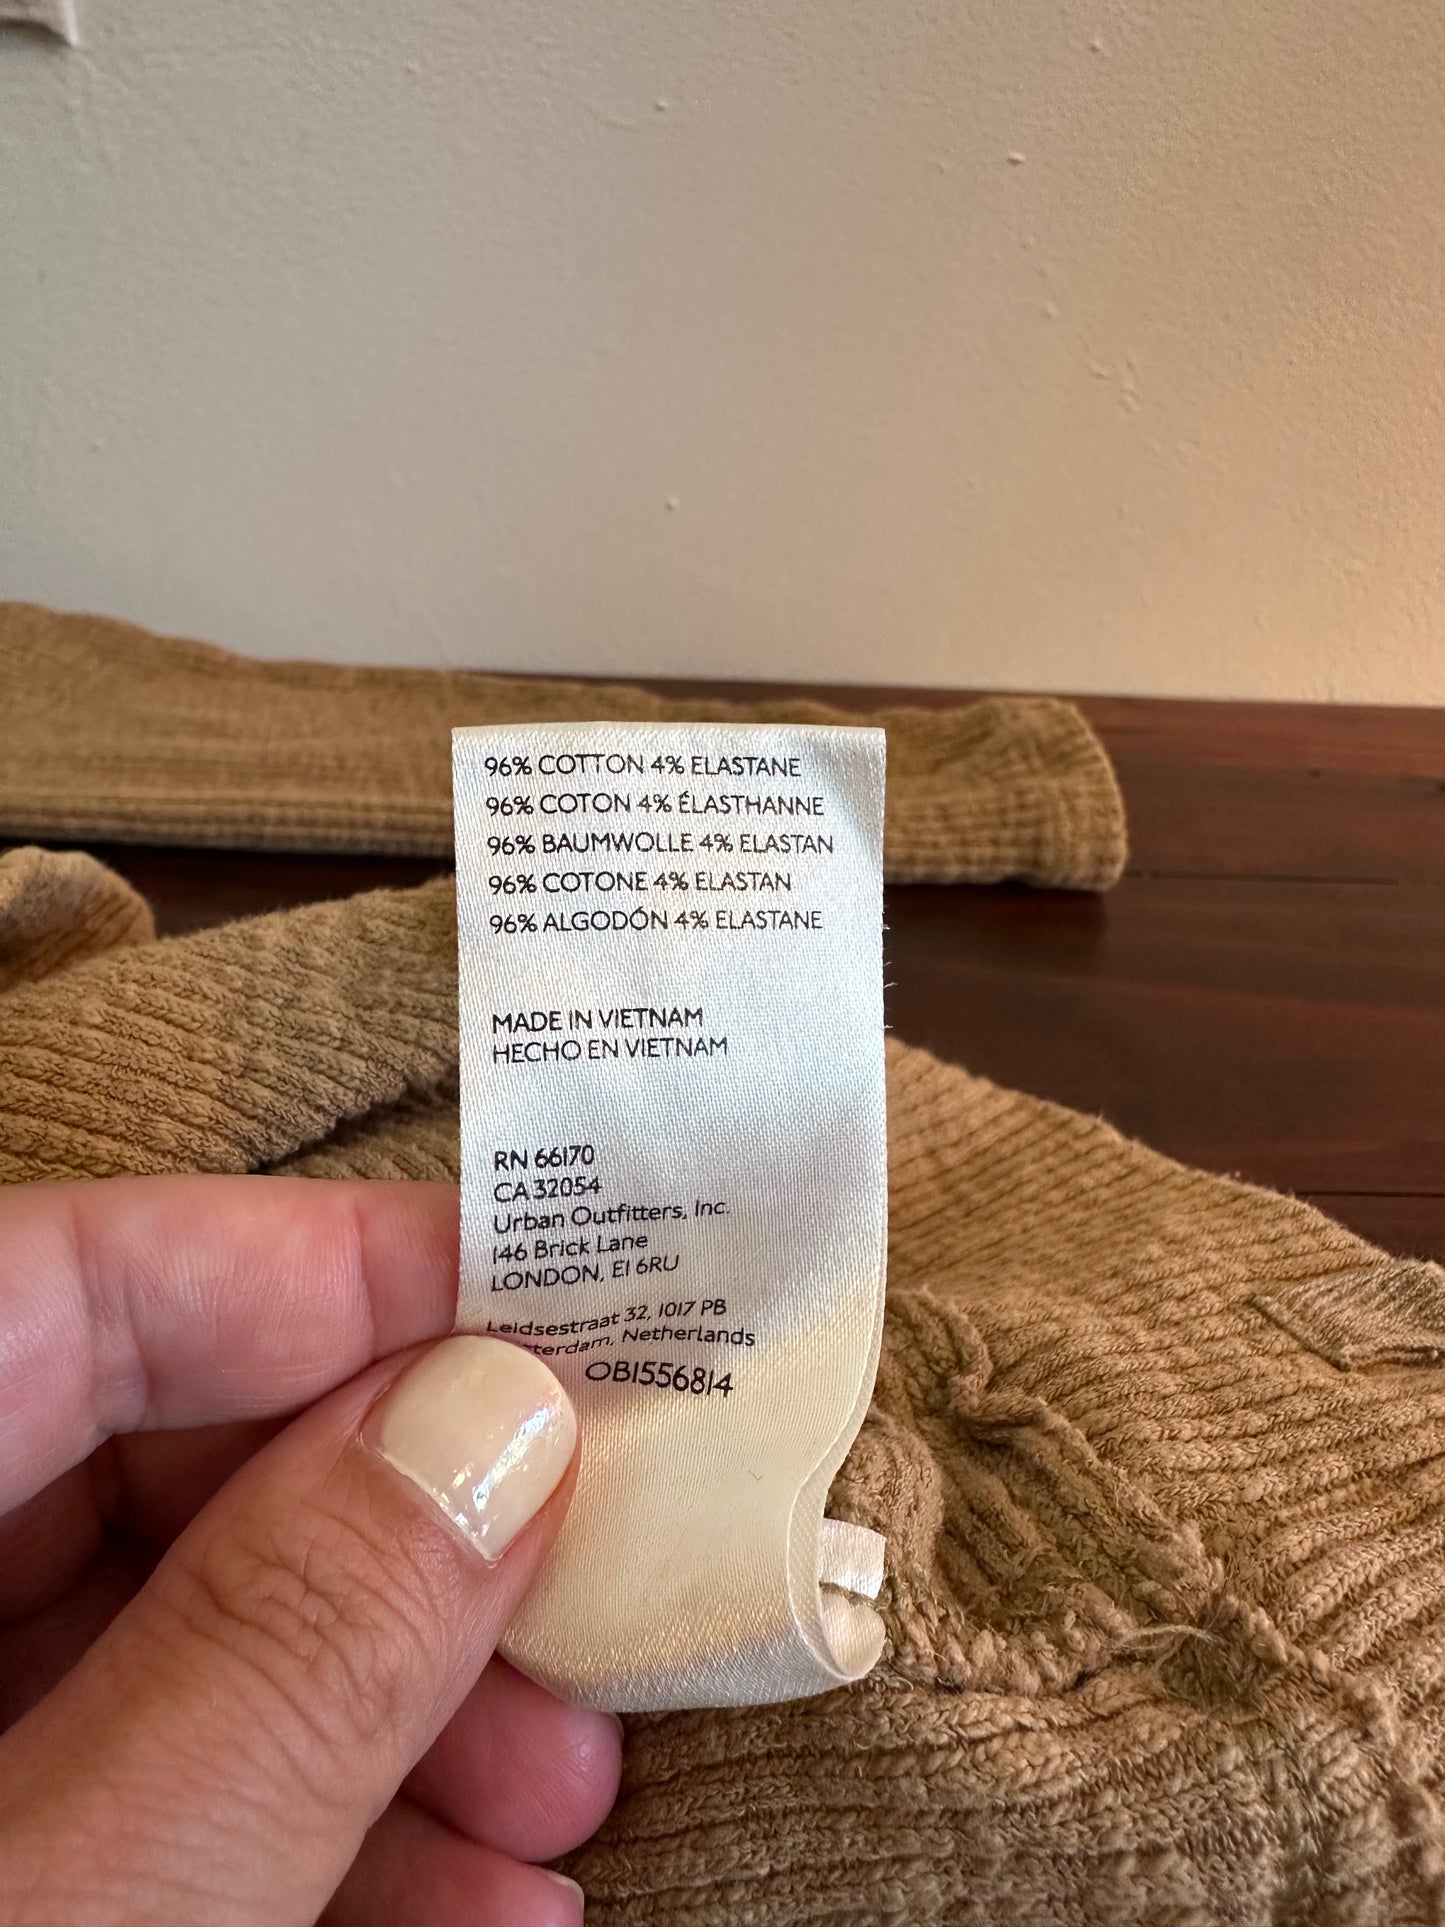 96% COTTON 4% ELASTANE
96% COTON 4% ÉLASTHANNE
96% BAUMWOLLE 4% ELASTAN
96% COTONE 4% ELASTAN
96% ALGODÓN 4% ELASTANE
MADE IN VIETNAM
HECHO EN VIETNAM
RN 66170
CA 32054
Urban Outfitters, Inc.
146 Brick Lane
LONDON, E1 6RU
Leidsestraat 32, 1017 PB
terdam, Netherlands
OB1556814